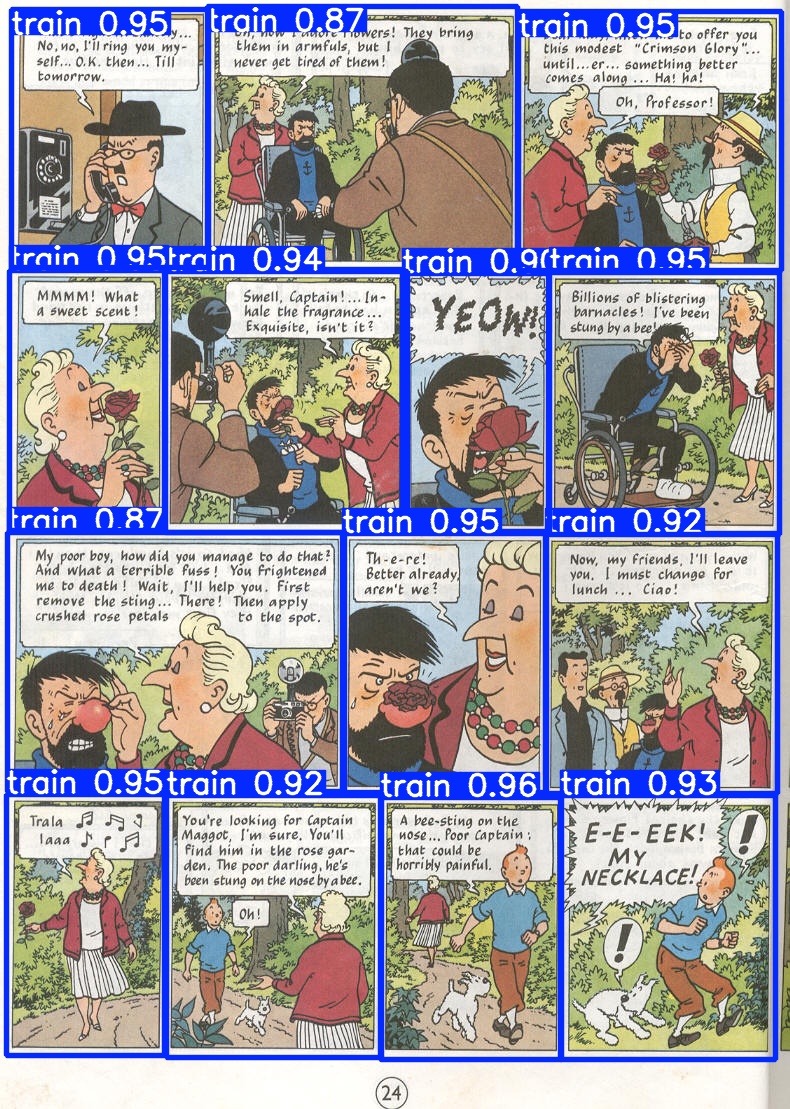 train 0.95
No, no, I'll ring you my-
self... O.K. then... Till
tomorrow.
train 0.87
how I adore flowers! They bring
them in armfuls, but I
never get tired of them!
train 0.95
to offer you
this modest "Crimson Glory"...
until...er... something better
comes along... Ha! ha!
Oh, Professor!
train 0.95
MMMM! What
a sweet scent!
train 0.94
Smell, Captain!... In-
hale the fragrance...
Exquisite, isn't it?
train
YEOW!
train 0.95
Billions of blistering
barnacles! I've been
stung by a bee!
train 0.87
My poor boy, how did you manage to do that?
And what a terrible fuss! You frightened
me to death! Wait, I'll help you. First
remove the sting... There! Then apply
crushed rose petals to the spot.
train 0.95
Th-e-re!
Better already,
aren't we?
train 0.92
Now, my friends, I'll leave
you. I must change for
lunch ... Ciao!
train 0.95
Trala
laaa
train 0.92
You're looking for Captain
Maggot, I'm sure. You'll
find him in the rose gar-
den. The poor darling, he's
been stung on the nose by a bee.
Oh!
train 0.96
A bee-sting on the
nose... Poor Captain:
that could be
horribly painful.
train 0.93
E-E-EEK!
MY
NECKLACE!
!
!
24